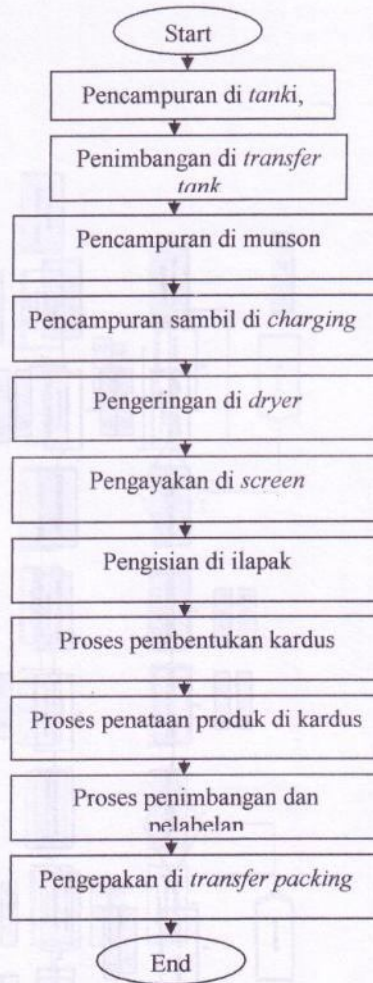 Start
Pencampuran di tanki,
Penimbangan di transfer
tank
Pencampuran di munson
Pencampuran sambil di charging
Pengeringan di dryer
Pengayakan di screen
Pengisian di ilapak
Proses pembentukan kardus
Proses penataan produk di kardus
Proses penimbangan dan
pelabelan
Pengepakan di transfer packing
End